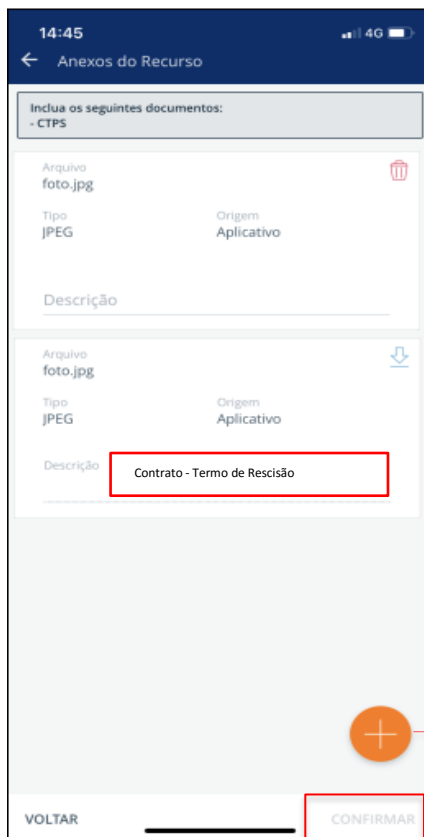 14:45
4G
Anexos do Recurso
Inclua os seguintes documentos:
- CTPS
Arquivo
foto.jpg
Tipo Origem
JPEG Aplicativo
Descrição
Arquivo
foto.jpg
Tipo Origem
JPEG Aplicativo
Descrição Contrato - Termo de Rescisão
VOLTAR CONFIRMAR